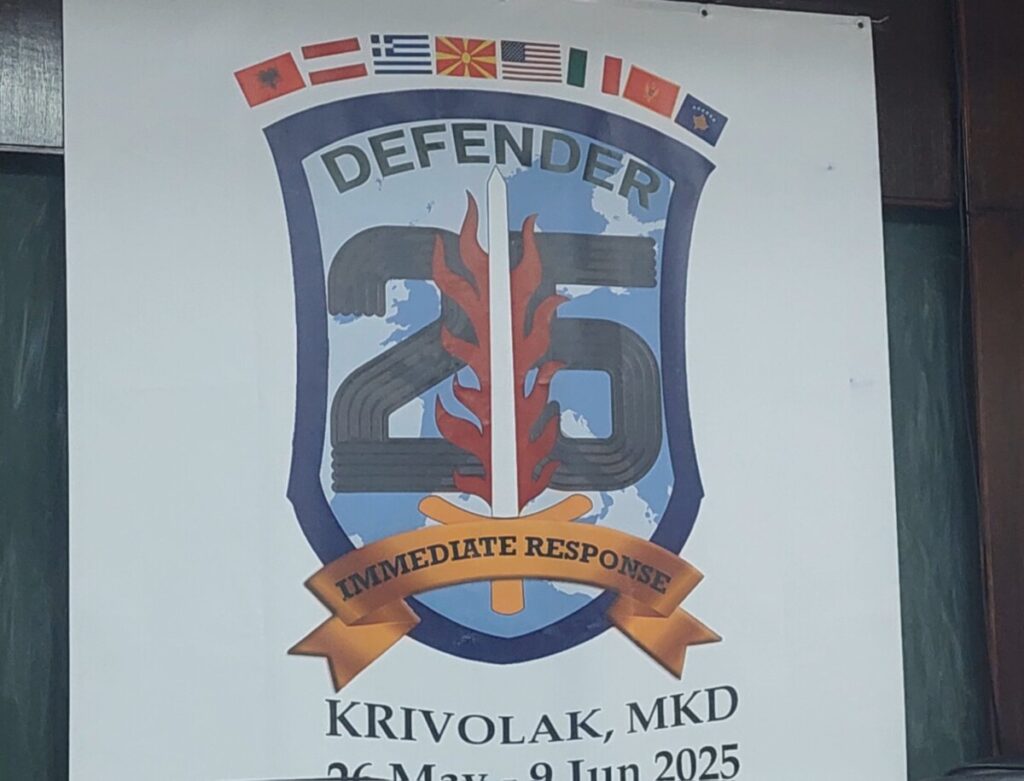 DEFENDER
25
IMMEDIATE RESPONSE
KRIVOLAK, MKD
26 May - 9 Jun 2025